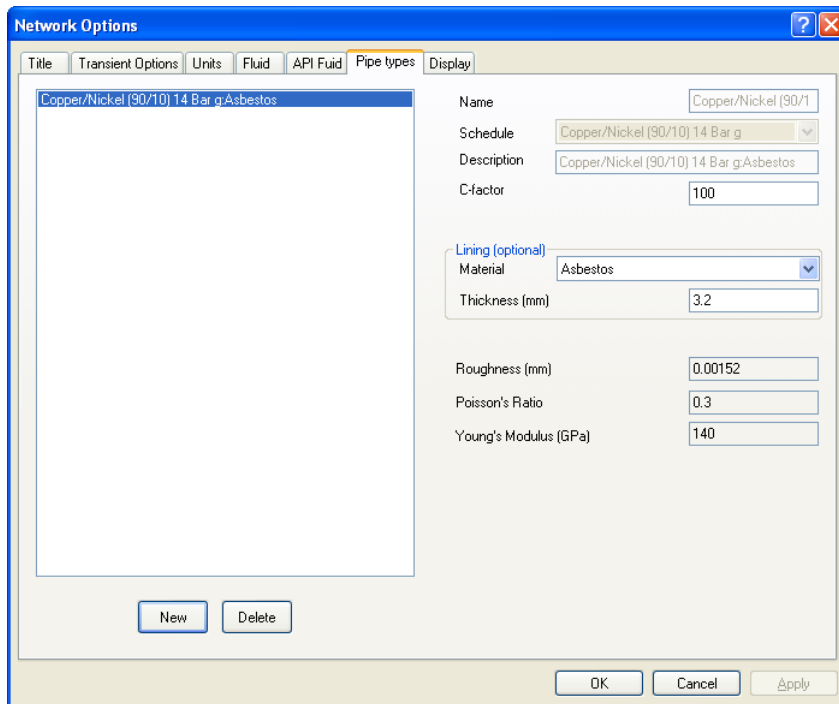 Network Options
Title Transient Options Units Fluid API Fuid Pipe types Display
Copper/Nickel (90/10) 14 Bar g:Asbestos
Name Copper/Nickel (90/1
Schedule Copper/Nickel (90/10) 14 Bar g
Description Copper/Nickel (90/10) 14 Bar g:Asbestos
C-factor 100
Lining (optional)
Material Asbestos
Thickness (mm) 3.2
Roughness (mm) 0.00152
Poisson's Ratio 0.3
Young's Modulus (GPa) 140
New Delete
OK Cancel Apply